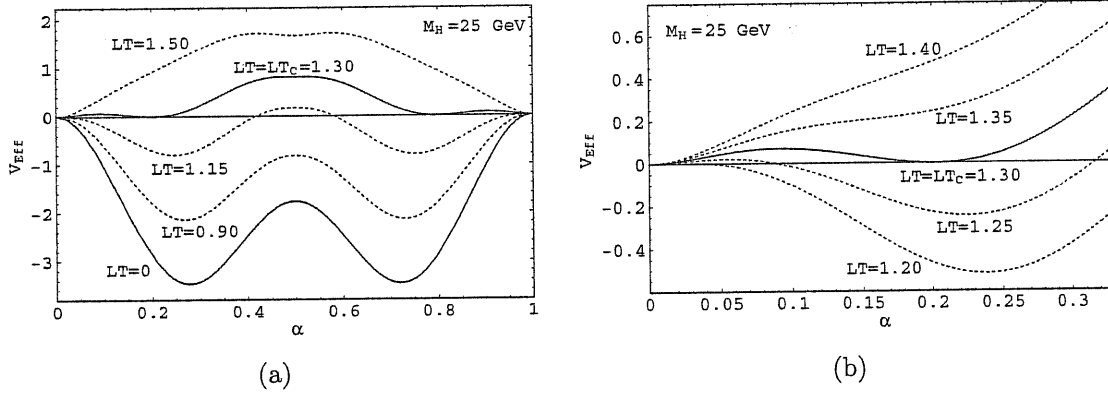 2
1
0
-1
-2
-3
V_Eff
M_H=25 GeV
LT=1.50
LT=LT_C=1.30
LT=1.15
LT=0.90
LT=0
0
0.2
0.4
0.6
0.8
1
α
(a)
0.6
0.4
0.2
0
-0.2
-0.4
V_Eff
M_H=25 GeV
LT=1.40
LT=1.35
LT=LT_C=1.30
LT=1.25
LT=1.20
0
0.05
0.1
0.15
0.2
0.25
0.3
α
(b)